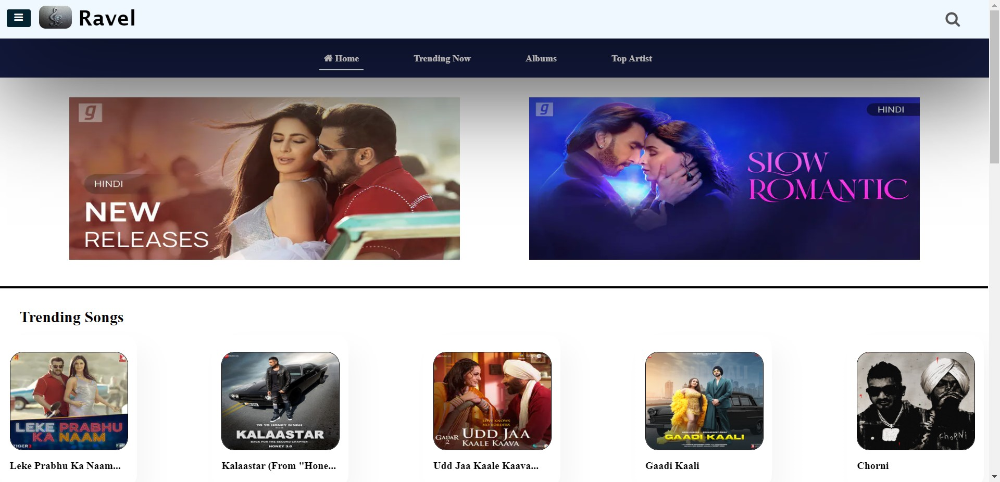 Ravel
Home
Trending Now
Albums
Top Artist
g
HINDI
NEW
RELEASES
g
HINDI
SLOW
ROMANTIC
Trending Songs
LEKE PRABHU
KA NAAM
TIGER3
YO YO HONEY SINGH
KALAASTAR
BACK FOR THE SECOND CHAPTER
HONEY 3.0
LOVE KNOWS
NO BORDERS
GADAR 2
UDD JAA
KAALE KAAVA
GAADI KAALI
CHORNI
Leke Prabhu Ka Naam...
Kalaastar (From "Hone...
Udd Jaa Kaale Kaava...
Gaadi Kaali
Chorni